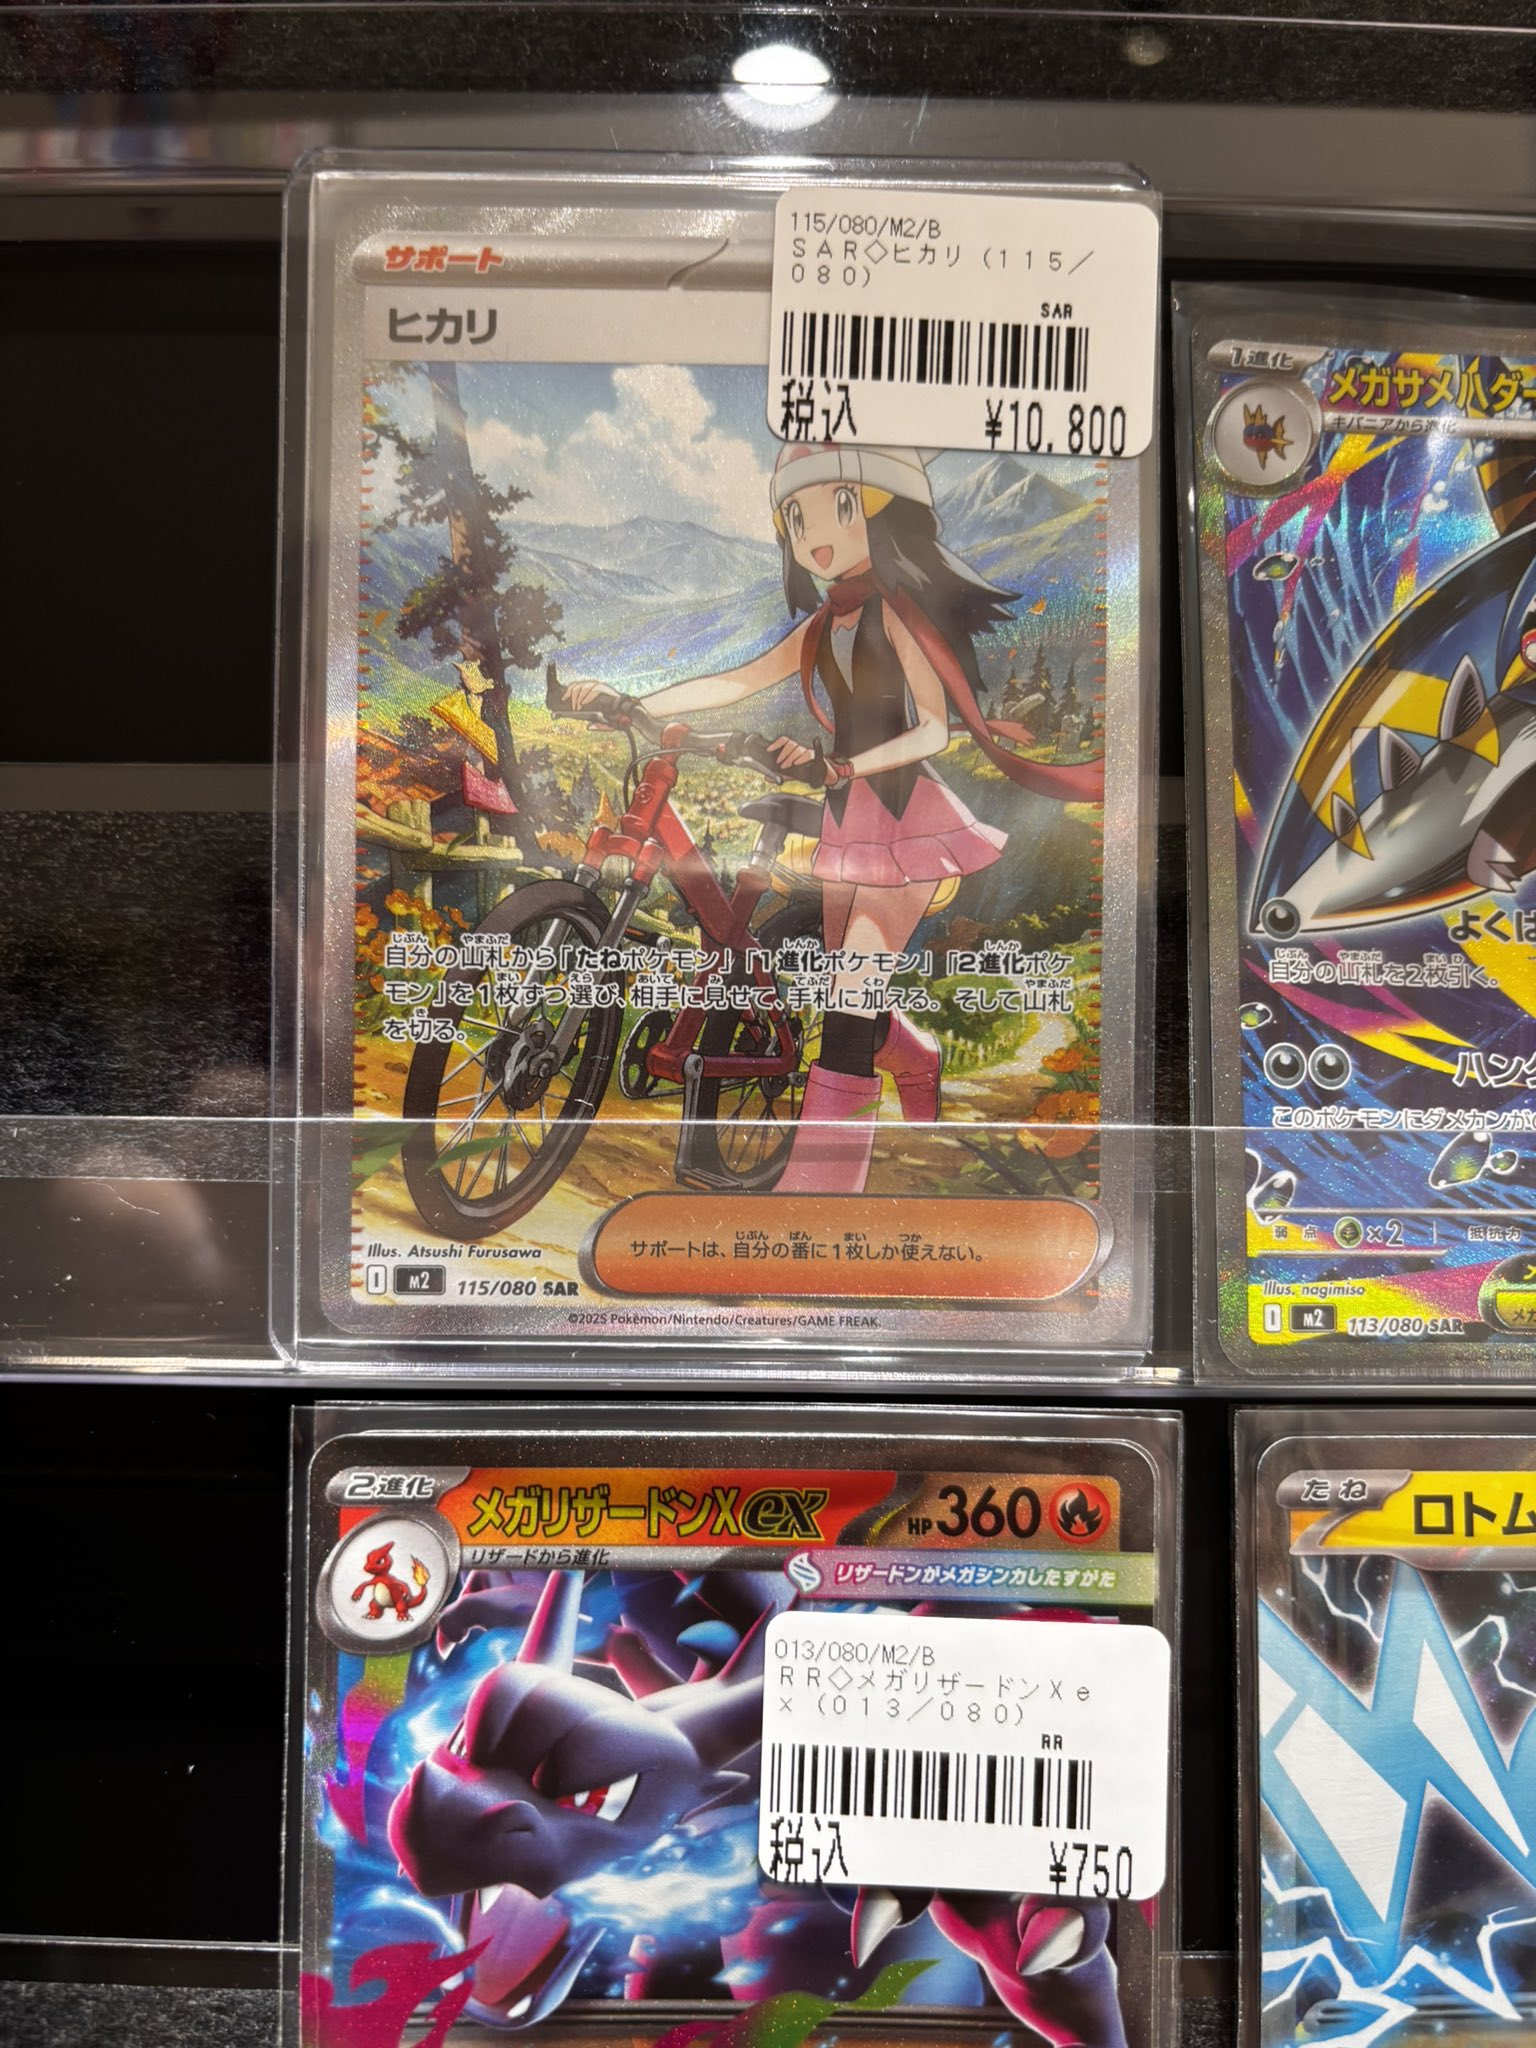 サポート
ヒカリ
115/080/M2/B
ＳＡＲ◇ヒカリ（１１５／
０８０）
SAR
税込 ¥10,800
自分の山札から「たねポケモン」「1進化ポケモン」「2進化ポケ
モン」を1枚ずつ選び、相手に見せて、手札に加える。そして山札
を切る。
サポートは、自分の番に1枚しか使えない。
Illus. Atsushi Furusawa
I M2 115/080 SAR
©2025 Pokémon/Nintendo/Creatures/GAME FREAK.
1進化
メガサメハダー
キバニアから進化
よくば
自分の山札を2枚引く。
ハング
このポケモンにダメカンが
弱点 ×2 抵抗力
Illus. nagimiso
I M2 113/080 SAR
2進化
メガリザードンXex
HP360
リザードから進化
リザードンがメガシンカしたすがた
013/080/M2/B
ＲＲ◇メガリザードンＸｅ
ｘ（０１３／０８０）
RR
税込 ¥750
たね
ロトム